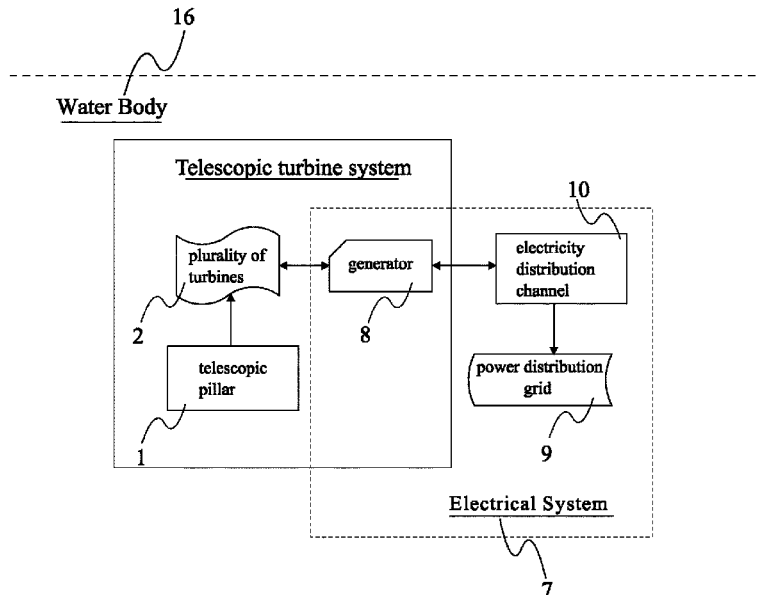 16
Water Body
Telescopic turbine system
10
plurality of
turbines
generator
electricity
distribution
channel
2
8
telescopic
pillar
power distribution
grid
1
9
Electrical System
7